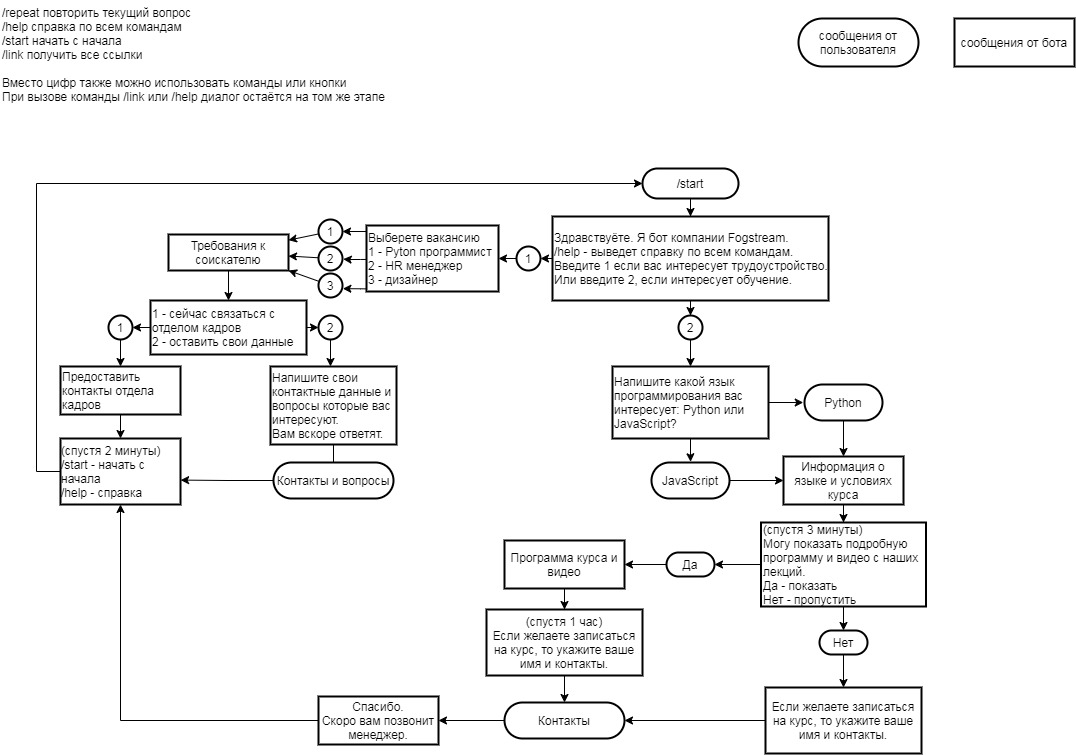 /repeat повторить текущий вопрос
/help справка по всем командам
/start начать с начала
/link получить все ссылки
Вместо цифр также можно использовать команды или кнопки
При вызове команды /link или /help диалог остаётся на том же этапе
сообщения от
пользователя
сообщения от бота
/start
Здравствуёте. Я бот компании Fogstream.
/help - выведет справку по всем командам.
Введите 1 если вас интересует трудоустройство.
Или введите 2, если интересует обучение.
1
Выберете вакансию
1 - Pyton программист
2 - HR менеджер
3 - дизайнер
1
2
3
Требования к
соискателю
1 - сейчас связаться с
отделом кадров
2 - оставить свои данные
1
2
2
Предоставить
контакты отдела
кадров
Напишите свои
контактные данные и
вопросы которые вас
интересуют.
Вам вскоре ответят.
Напишите какой язык
программирования вас
интересует: Python или
JavaScript?
Python
(спустя 2 минуты)
/start - начать с
начала
/help - справка
Контакты и вопросы
JavaScript
Информация о
языке и условиях
курса
(спустя 3 минуты)
Могу показать подробную
программу и видео с наших
лекций.
Да - показать
Нет - пропустить
Да
Программа курса и
видео
(спустя 1 час)
Если желаете записаться
на курс, то укажите ваше
имя и контакты.
Нет
Если желаете записаться
на курс, то укажите ваше
имя и контакты.
Контакты
Спасибо.
Скоро вам позвонит
менеджер.